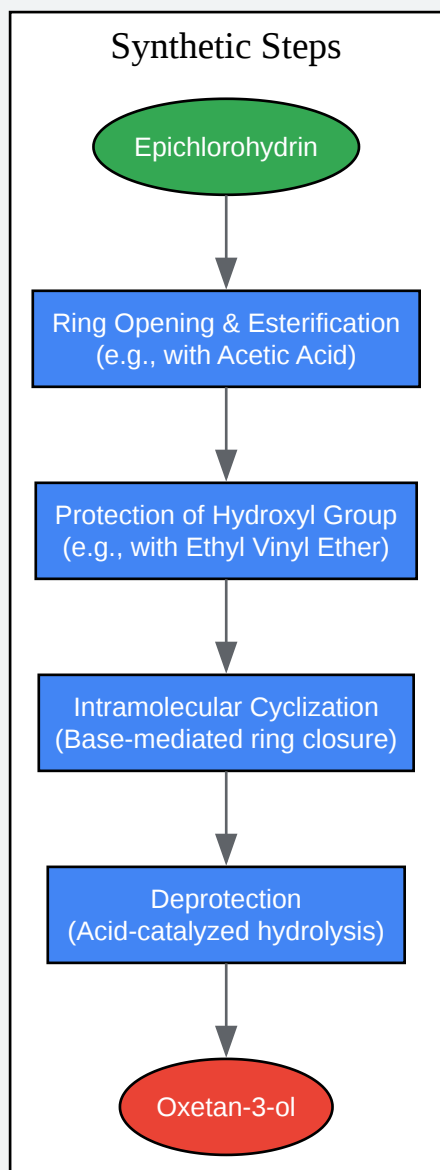 Synthetic Steps
Epichlorohydrin
Ring Opening & Esterification
(e.g., with Acetic Acid)
Protection of Hydroxyl Group
(e.g., with Ethyl Vinyl Ether)
Intramolecular Cyclization
(Base-mediated ring closure)
Deprotection
(Acid-catalyzed hydrolysis)
Oxetan-3-ol